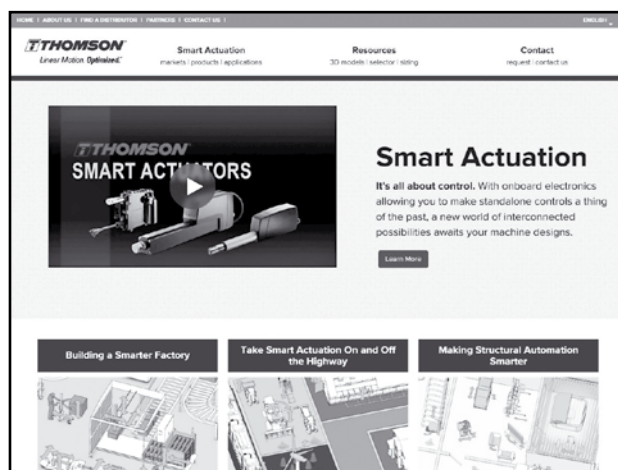 HOME | ABOUT US | FIND A DISTRIBUTOR | PARTNERS | CONTACT US |
ENGLISH
THOMSON
Linear Motion. Optimized.™
Smart Actuation
markets | products | applications
Resources
3D models | selector | sizing
Contact
request | contact us
THOMSON
SMART ACTUATORS
Smart Actuation
It's all about control. With onboard electronics
allowing you to make standalone controls a thing
of the past, a new world of interconnected
possibilities awaits your machine designs.
Learn More
Building a Smarter Factory
Take Smart Actuation On and Off
the Highway
Making Structural Automation
Smarter